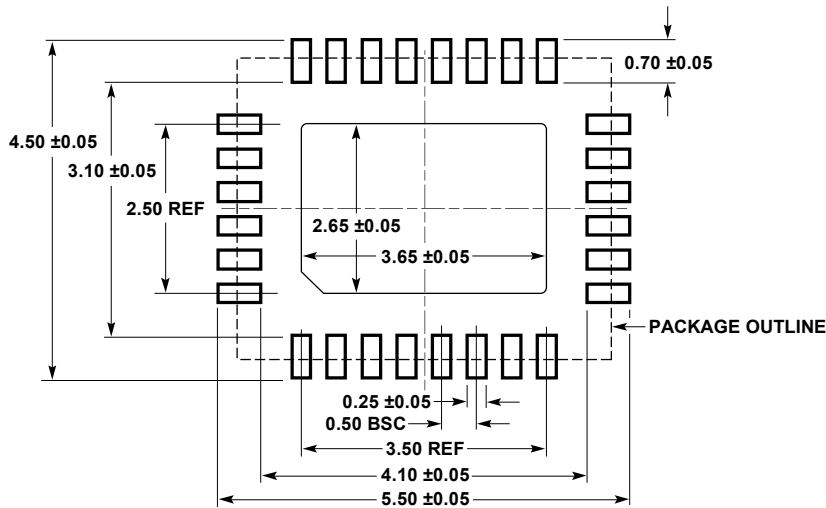 0.70 ±0.05
4.50 ±0.05
3.10 ±0.05
2.50 REF
2.65 ±0.05
3.65 ±0.05
PACKAGE OUTLINE
0.25 ±0.05
0.50 BSC
3.50 REF
4.10 ±0.05
5.50 ±0.05